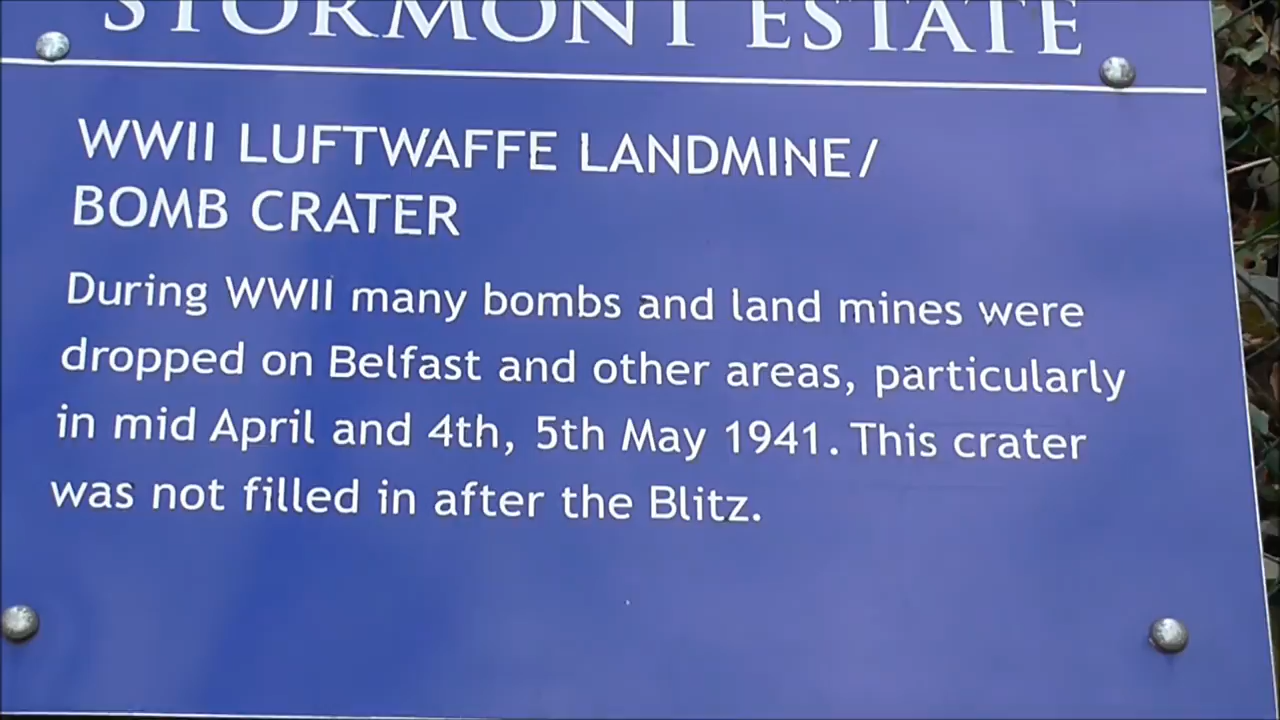 STORMONT ESTATE
WWII LUFTWAFFE LANDMINE/
BOMB CRATER
During WWII many bombs and land mines were
dropped on Belfast and other areas, particularly
in mid April and 4th, 5th May 1941. This crater
was not filled in after the Blitz.